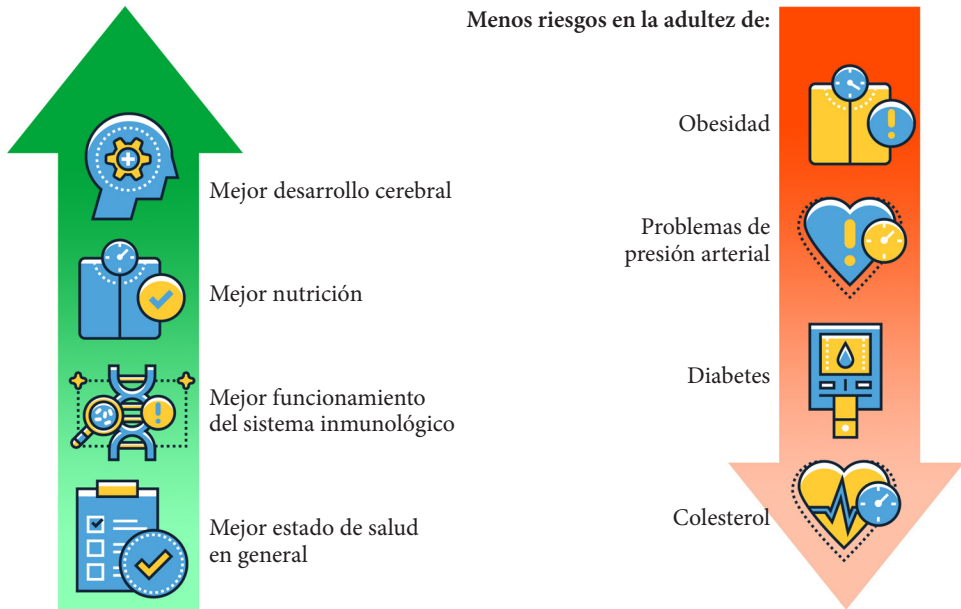 Mejor desarrollo cerebral
Mejor nutrición
Mejor funcionamiento
del sistema inmunológico
Mejor estado de salud
en general
Menos riesgos en la adultez de:
Obesidad
Problemas de
presión arterial
Diabetes
Colesterol